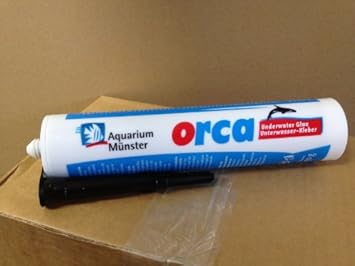 Aquarium
Münster
orca
Underwater Glue
Unterwasser-Kleber